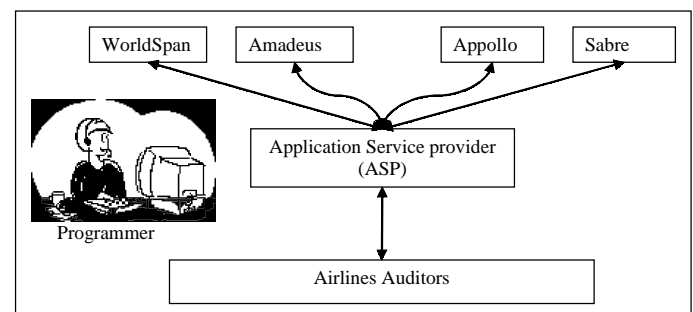 WorldSpan
Amadeus
Appollo
Sabre
Application Service provider
(ASP)
Programmer
Airlines Auditors